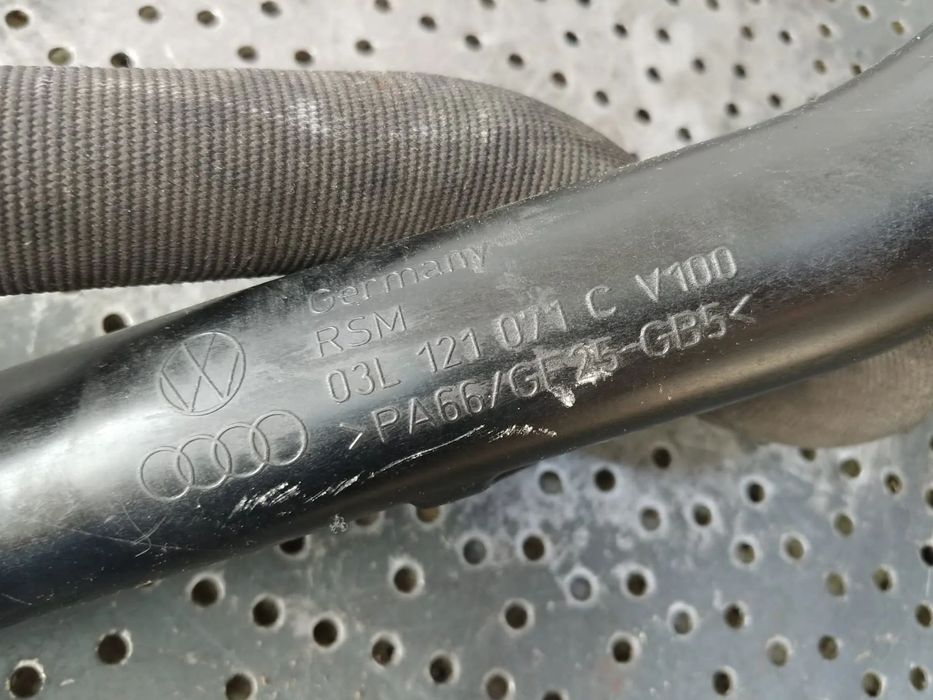 Germany
RSM
03L 121 071 C V100
>PA66/GF25-GB5<